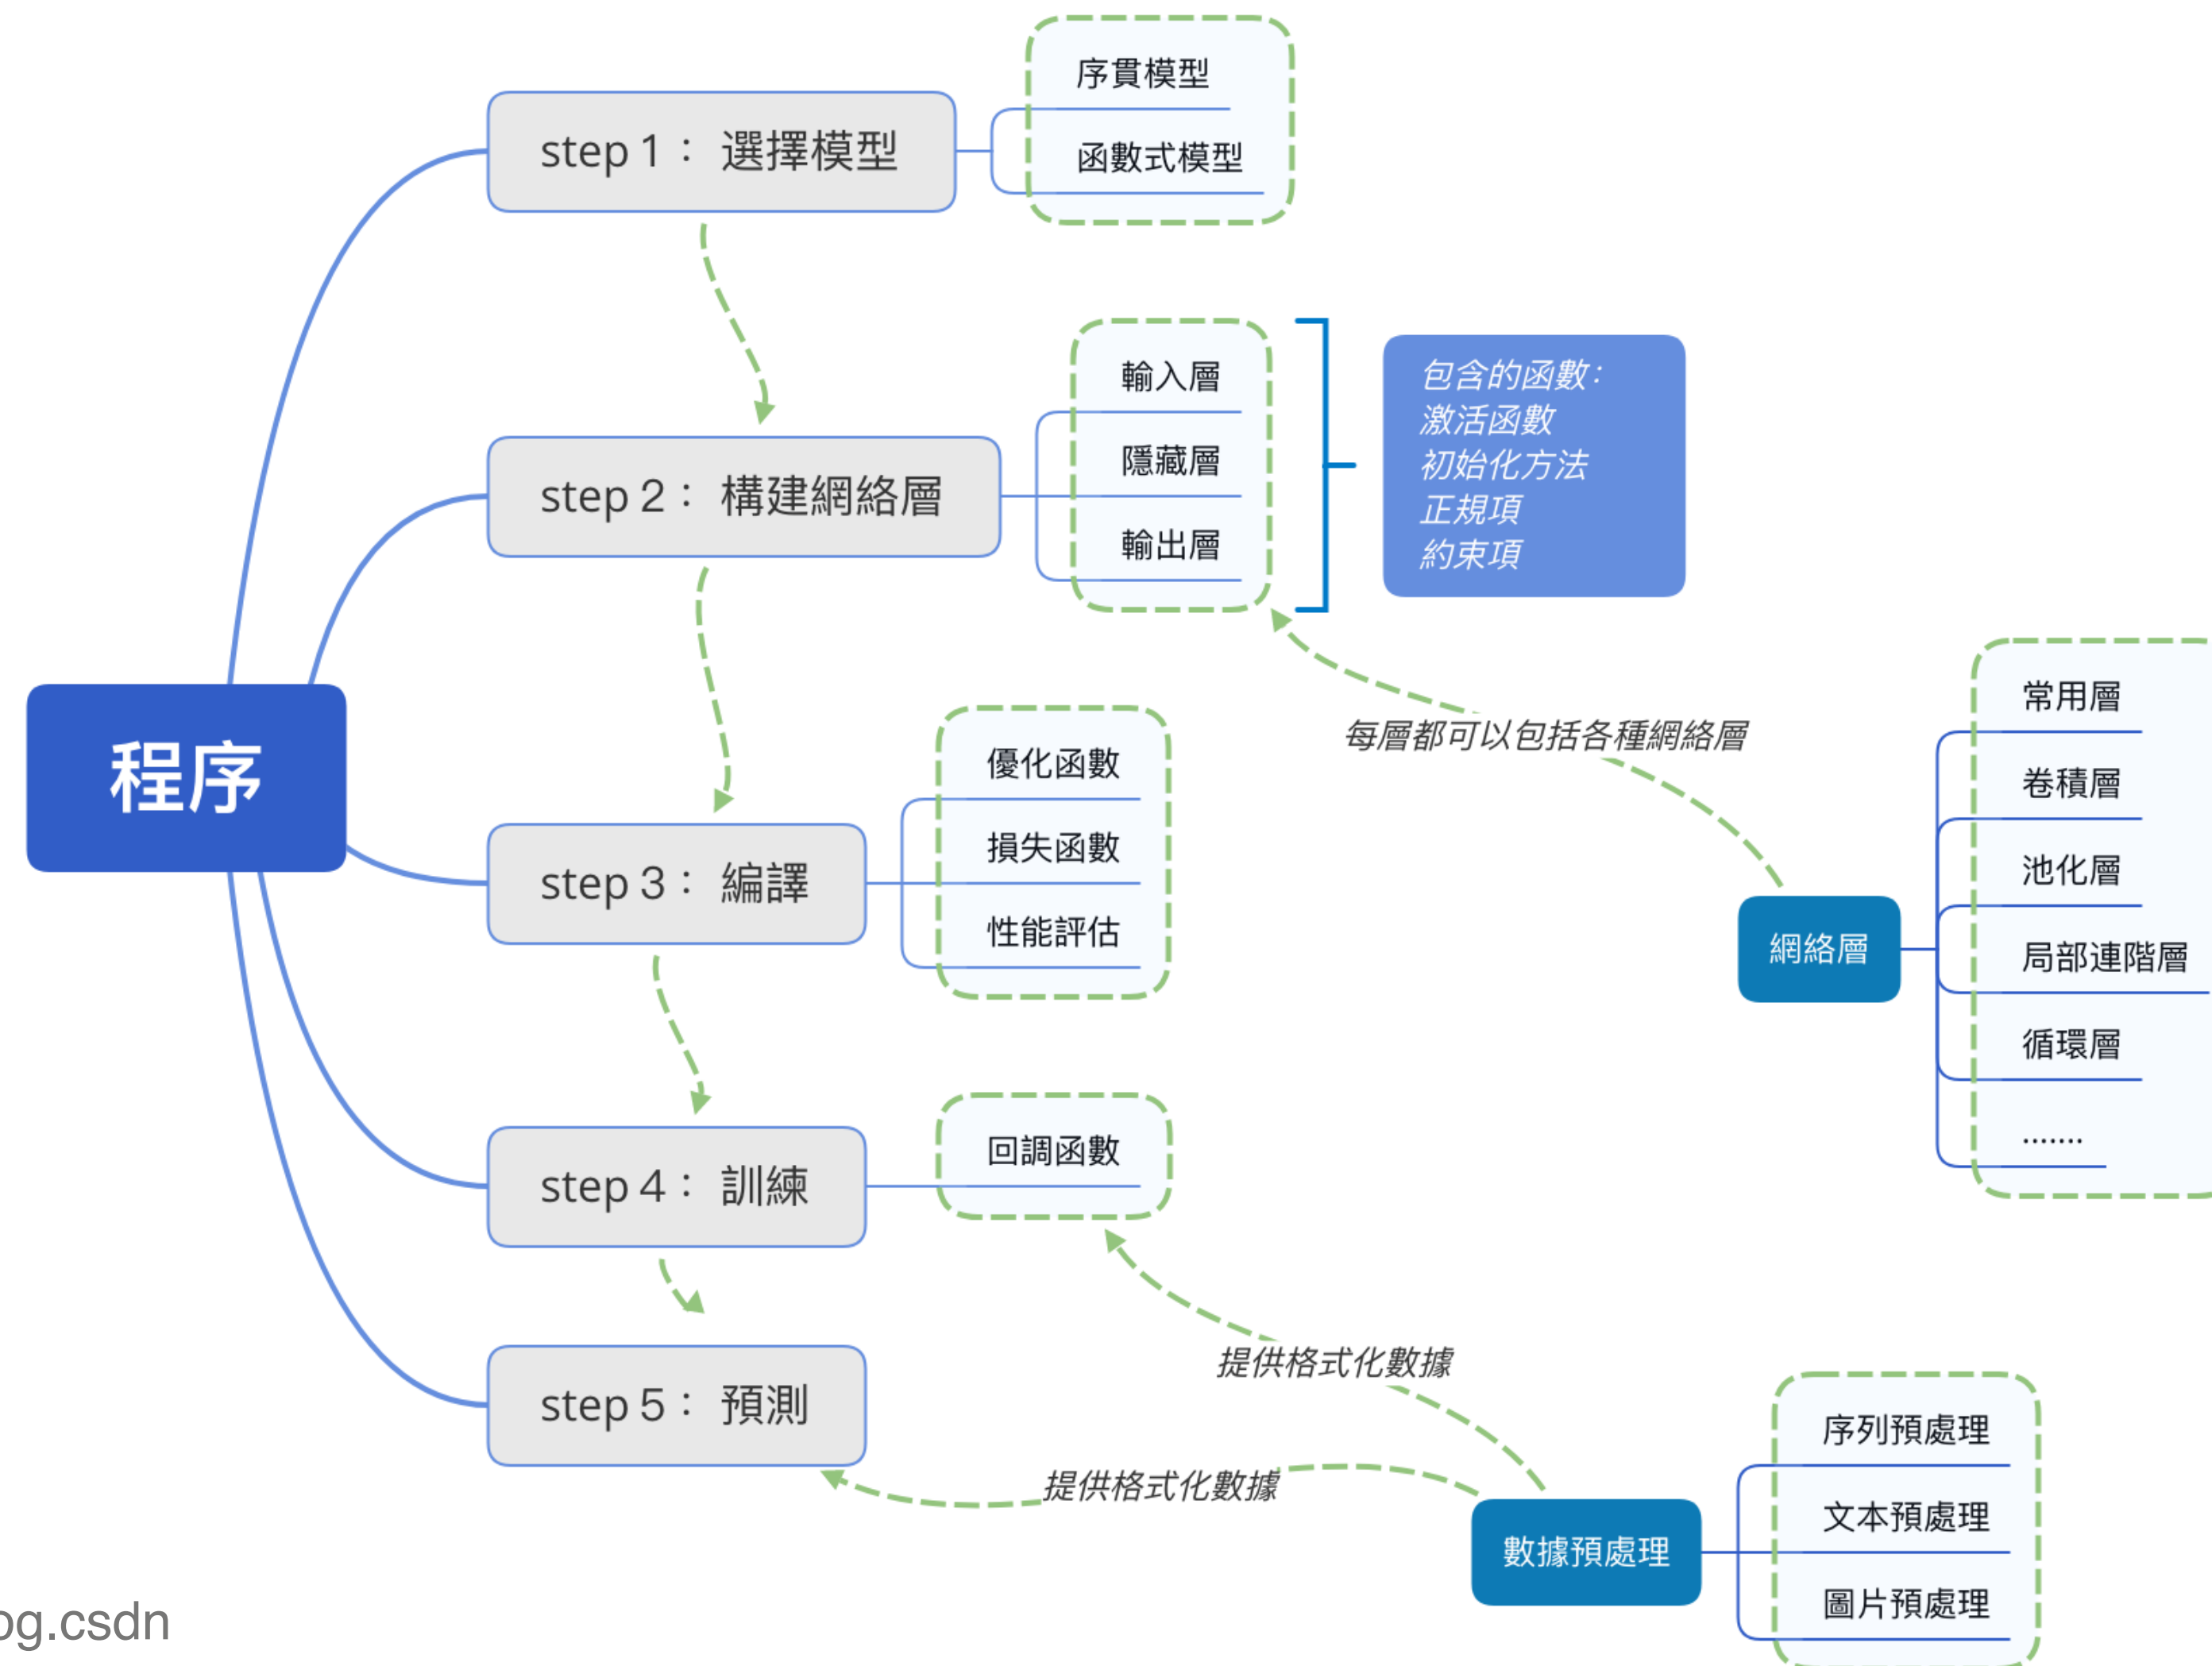 程序
step 1： 選擇模型
序貫模型
函數式模型
step 2： 構建網絡層
輸入層
隱藏層
輸出層
包含的函數：
激活函數
初始化方法
正規項
約束項
step 3： 編譯
優化函數
損失函數
性能評估
每層都可以包括各種網絡層
網絡層
常用層
卷積層
池化層
局部連階層
循環層
.......
step 4： 訓練
回調函數
提供格式化數據
step 5： 預測
提供格式化數據
數據預處理
序列預處理
文本預處理
圖片預處理
og.csdn